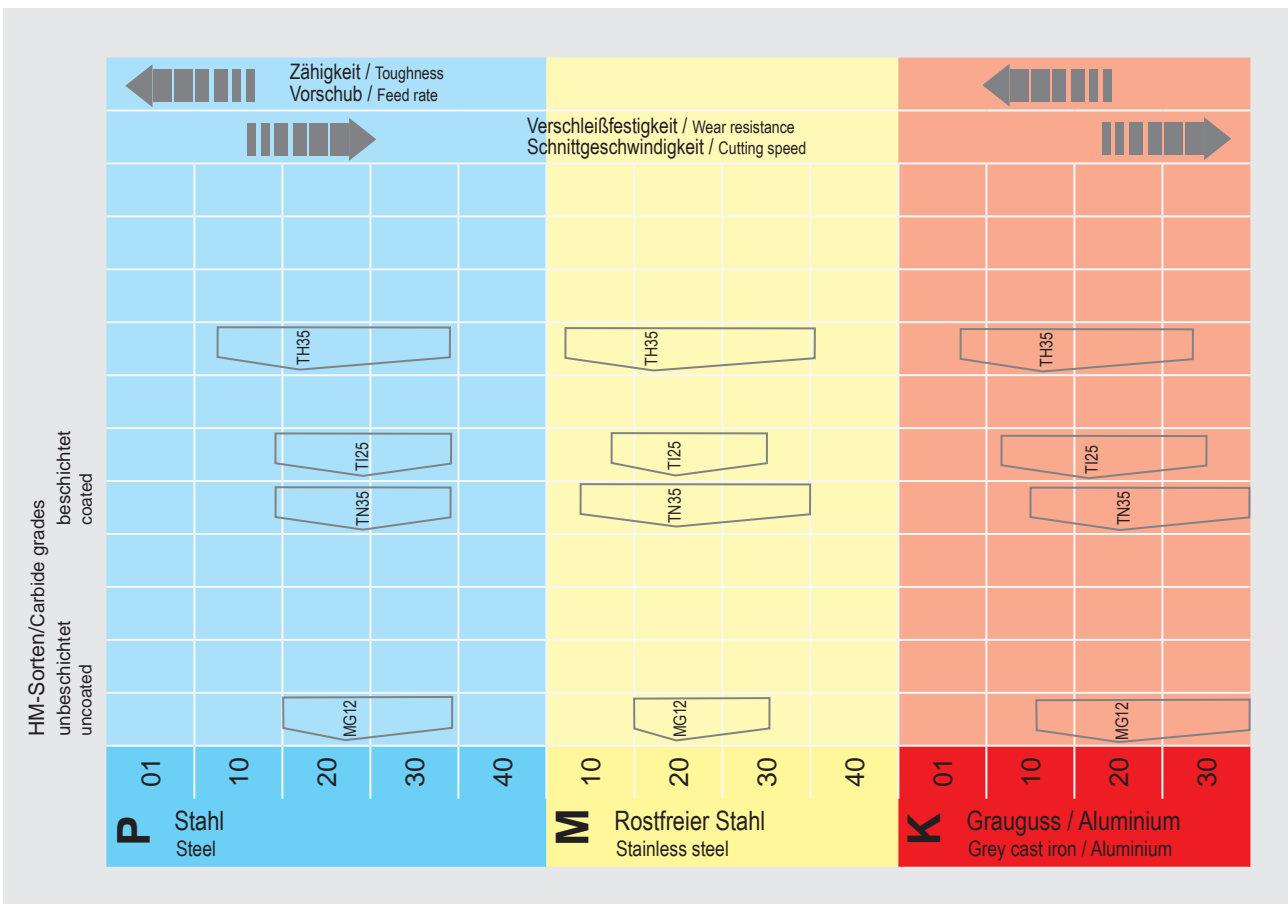 Zähigkeit / Toughness
Vorschub / Feed rate
Verschleißfestigkeit / Wear resistance
Schnittgeschwindigkeit / Cutting speed
HM-Sorten/Carbide grades
beschichtet
coated
unbeschichtet
uncoated
TH35
TH35
TH35
TI25
TI25
TI25
TN35
TN35
TN35
MG12
MG12
MG12
01
10
20
30
40
10
20
30
40
01
10
20
30
P
Stahl
Steel
M
Rostfreier Stahl
Stainless steel
K
Grauguss / Aluminium
Grey cast iron / Aluminium